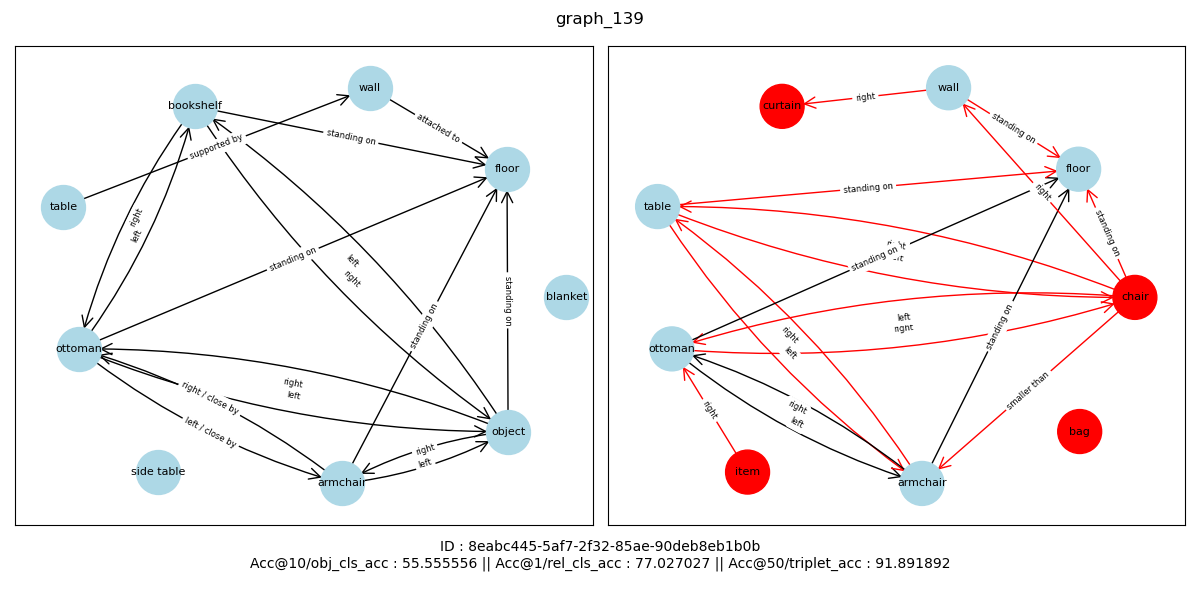 graph_139
bookshelf
wall
attached to
standing on
supported by
floor
table
right
left
left
right
standing on
standing on
blanket
standing on
ottoman
right
left
right / close by
left / close by
object
right
left
side table
armchair
curtain
right
wall
standing on
floor
standing on
right
table
standing on
standing on
chair
left
right
ottoman
right
left
standing on
smaller than
right
right
left
bag
item
armchair
ID : 8eabc445-5af7-2f32-85ae-90deb8eb1b0b
Acc@10/obj_cls_acc : 55.555556 || Acc@1/rel_cls_acc : 77.027027 || Acc@50/triplet_acc : 91.891892